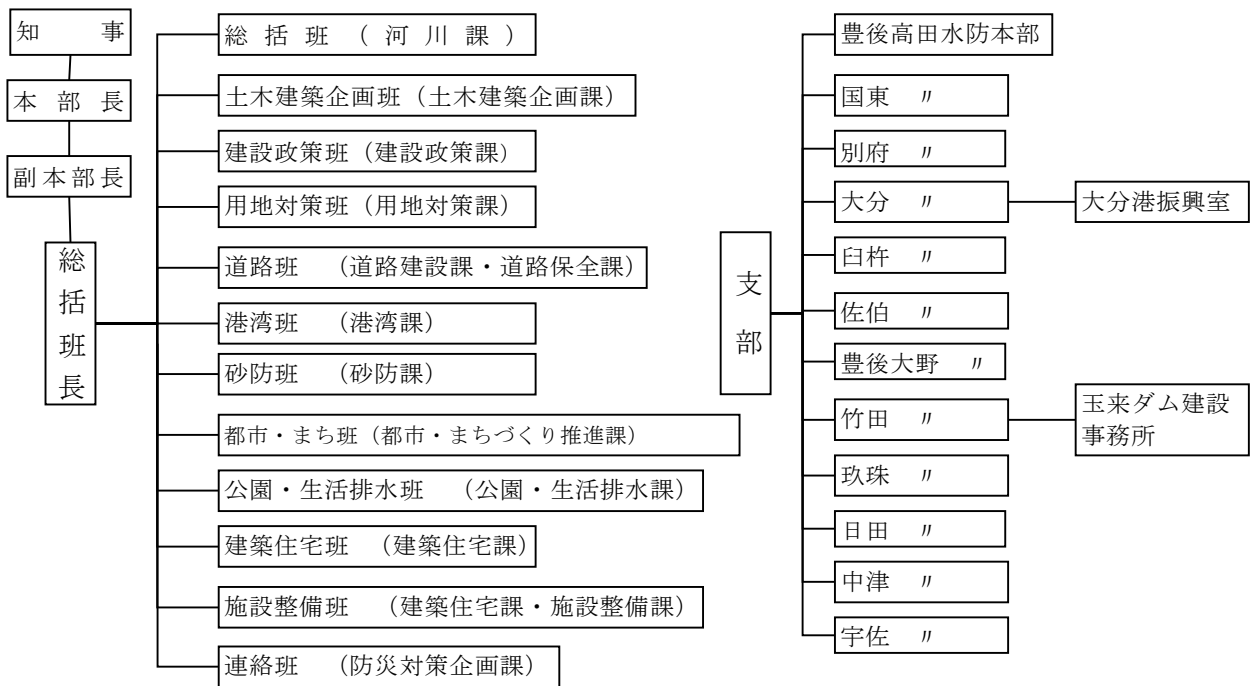 知　　事
本　部　長
副本部長
総括班長
総 括 班 （ 河 川 課 ）
土木建築企画班（土木建築企画課）
建設政策班（建設政策課）
用地対策班（用地対策課）
道路班　（道路建設課・道路保全課）
港湾班　（港湾課）
砂防班　（砂防課）
都市・まち班（都市・まちづくり推進課）
公園・生活排水班　（公園・生活排水課）
建築住宅班　（建築住宅課）
施設整備班　（建築住宅課・施設整備課）
連絡班　（防災対策企画課）
支部
豊後高田水防本部
国東　〃
別府　〃
大分　〃
大分港振興室
臼杵　〃
佐伯　〃
豊後大野　〃
竹田　〃
玉来ダム建設
事務所
玖珠　〃
日田　〃
中津　〃
宇佐　〃